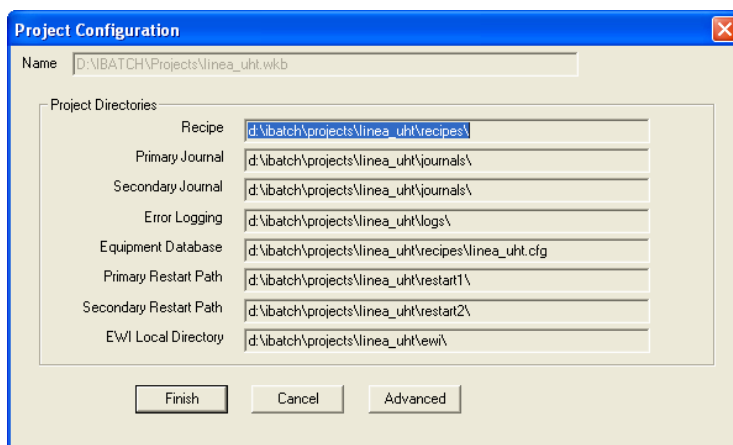 Project Configuration
Name D:\IBATCH\Projects\linea_uht.wkb
Project Directories
Recipe d:\ibatch\projects\linea_uht\recipes\
Primary Journal d:\ibatch\projects\linea_uht\journals\
Secondary Journal d:\ibatch\projects\linea_uht\journals\
Error Logging d:\ibatch\projects\linea_uht\logs\
Equipment Database d:\ibatch\projects\linea_uht\recipes\linea_uht.cfg
Primary Restart Path d:\ibatch\projects\linea_uht\restart1\
Secondary Restart Path d:\ibatch\projects\linea_uht\restart2\
EWI Local Directory d:\ibatch\projects\linea_uht\ewi\
Finish Cancel Advanced